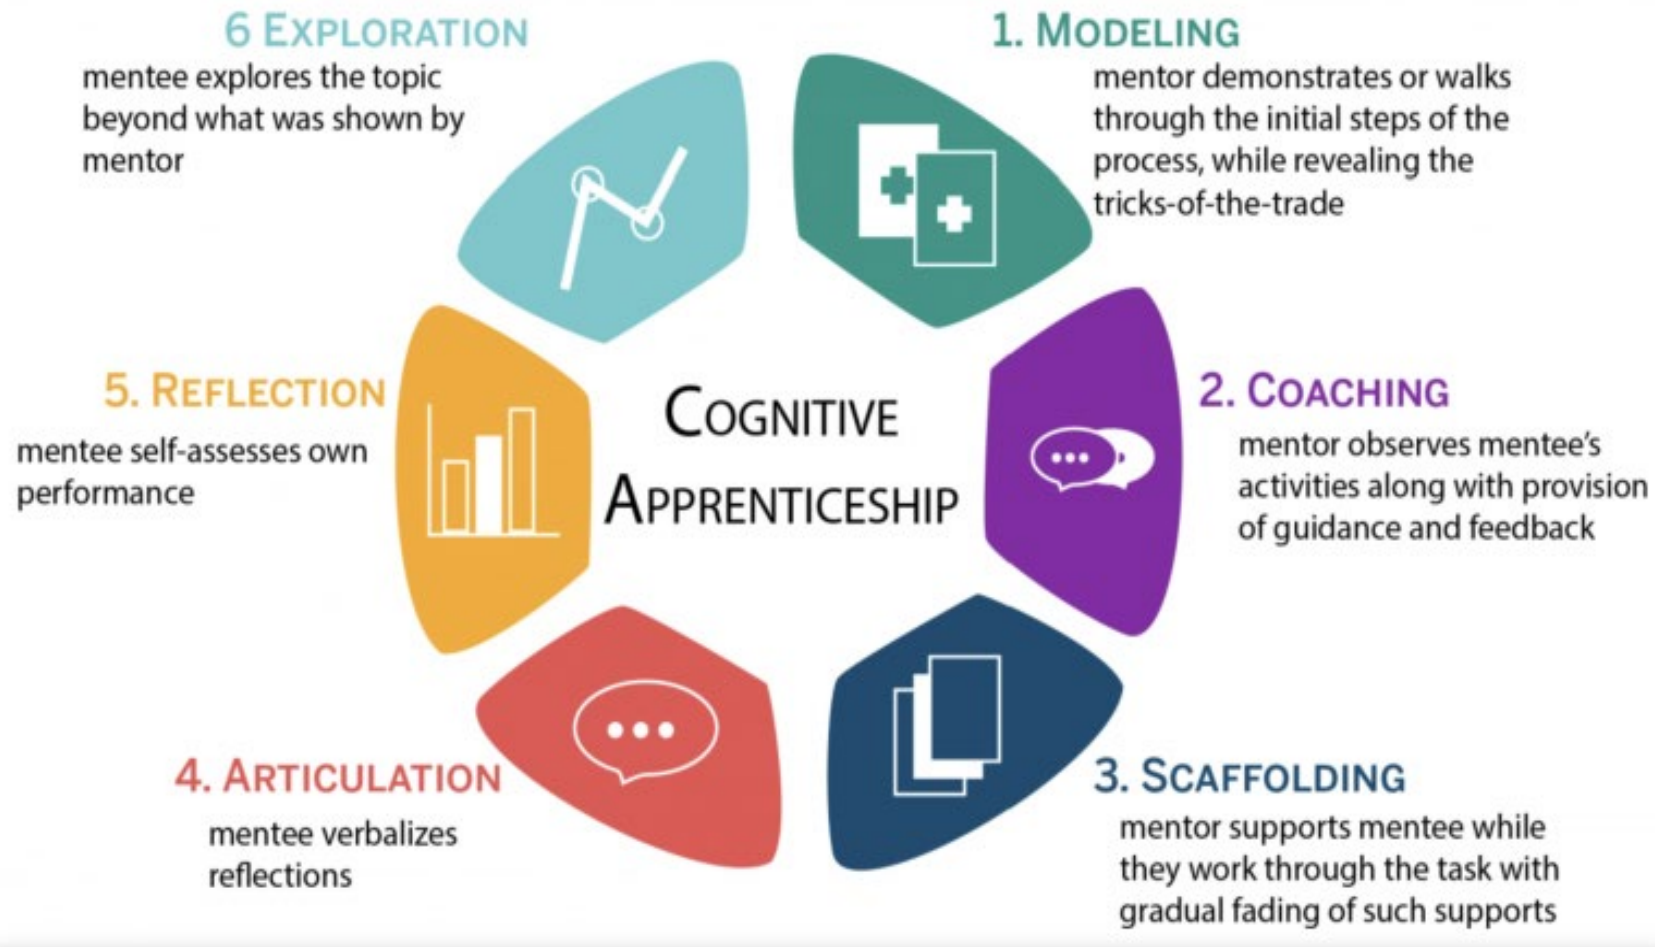 6 EXPLORATION
mentee explores the topic
beyond what was shown by
mentor
1. MODELING
mentor demonstrates or walks
through the initial steps of the
process, while revealing the
tricks-of-the-trade
5. REFLECTION
mentee self-assesses own
performance
COGNITIVE
APPRENTICESHIP
2. COACHING
mentor observes mentee’s
activities along with provision
of guidance and feedback
4. ARTICULATION
mentee verbalizes
reflections
3. SCAFFOLDING
mentor supports mentee while
they work through the task with
gradual fading of such supports